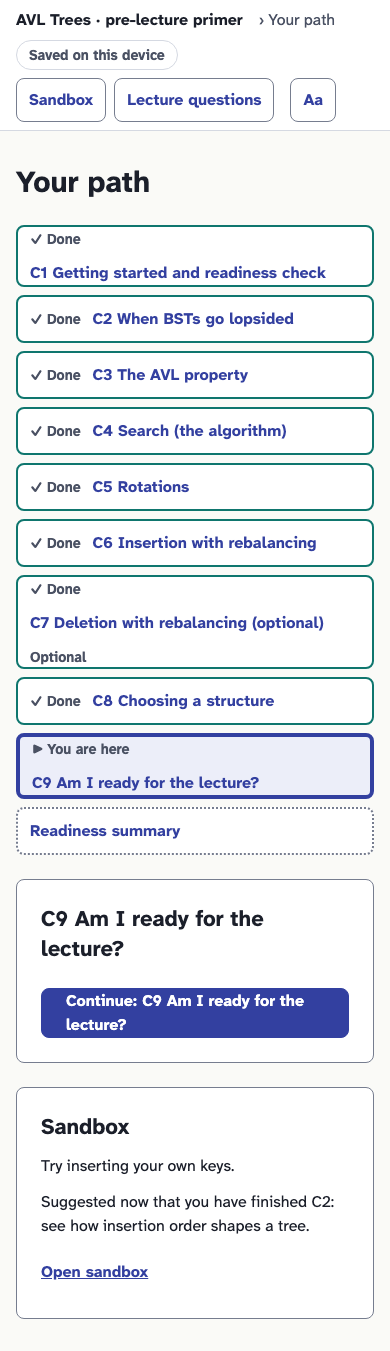 AVL Trees · pre-lecture primer › Your path
Saved on this device
Sandbox Lecture questions Aa
Your path
✓ Done
C1 Getting started and readiness check
✓ Done C2 When BSTs go lopsided
✓ Done C3 The AVL property
✓ Done C4 Search (the algorithm)
✓ Done C5 Rotations
✓ Done C6 Insertion with rebalancing
✓ Done
C7 Deletion with rebalancing (optional)
Optional
✓ Done C8 Choosing a structure
▶ You are here
C9 Am I ready for the lecture?
Readiness summary
C9 Am I ready for the
lecture?
Continue: C9 Am I ready for the
lecture?
Sandbox
Try inserting your own keys.
Suggested now that you have finished C2:
see how insertion order shapes a tree.
Open sandbox